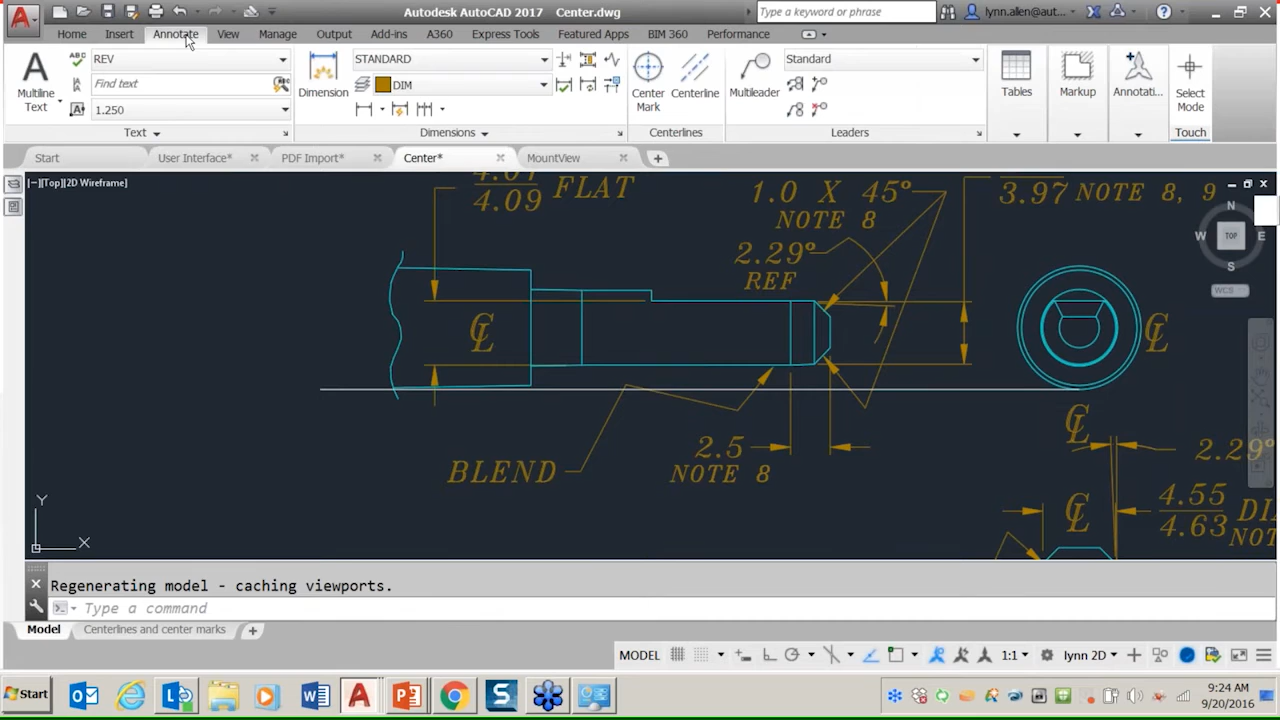 Autodesk AutoCAD 2017 Center.dwg
Type a keyword or phrase
lynn.allen@aut...
Home Insert Annotate View Manage Output Add-ins A360 Express Tools Featured Apps BIM 360 Performance
A
Multiline
Text
ABC
REV
Find text
1.250
Text
Dimension
STANDARD
DIM
Dimensions
Center
Mark
Centerline
Centerlines
Multileader
Standard
Leaders
Tables
Markup
Annotati...
Select
Mode
Touch
Start User Interface* PDF Import* Center* MountView
[−][Top][2D Wireframe]
4.09 FLAT
1.0 X 45°
NOTE 8
2.29°
REF
3.97 NOTE 8, 9
N
W TOP E
S
WCS
℄
℄
℄
2.5
NOTE 8
BLEND
2.29°
℄
4.55
4.63
Y
X
Regenerating model - caching viewports.
Type a command
Model Centerlines and center marks
MODEL 1:1 lynn 2D
Start
9:24 AM
9/20/2016